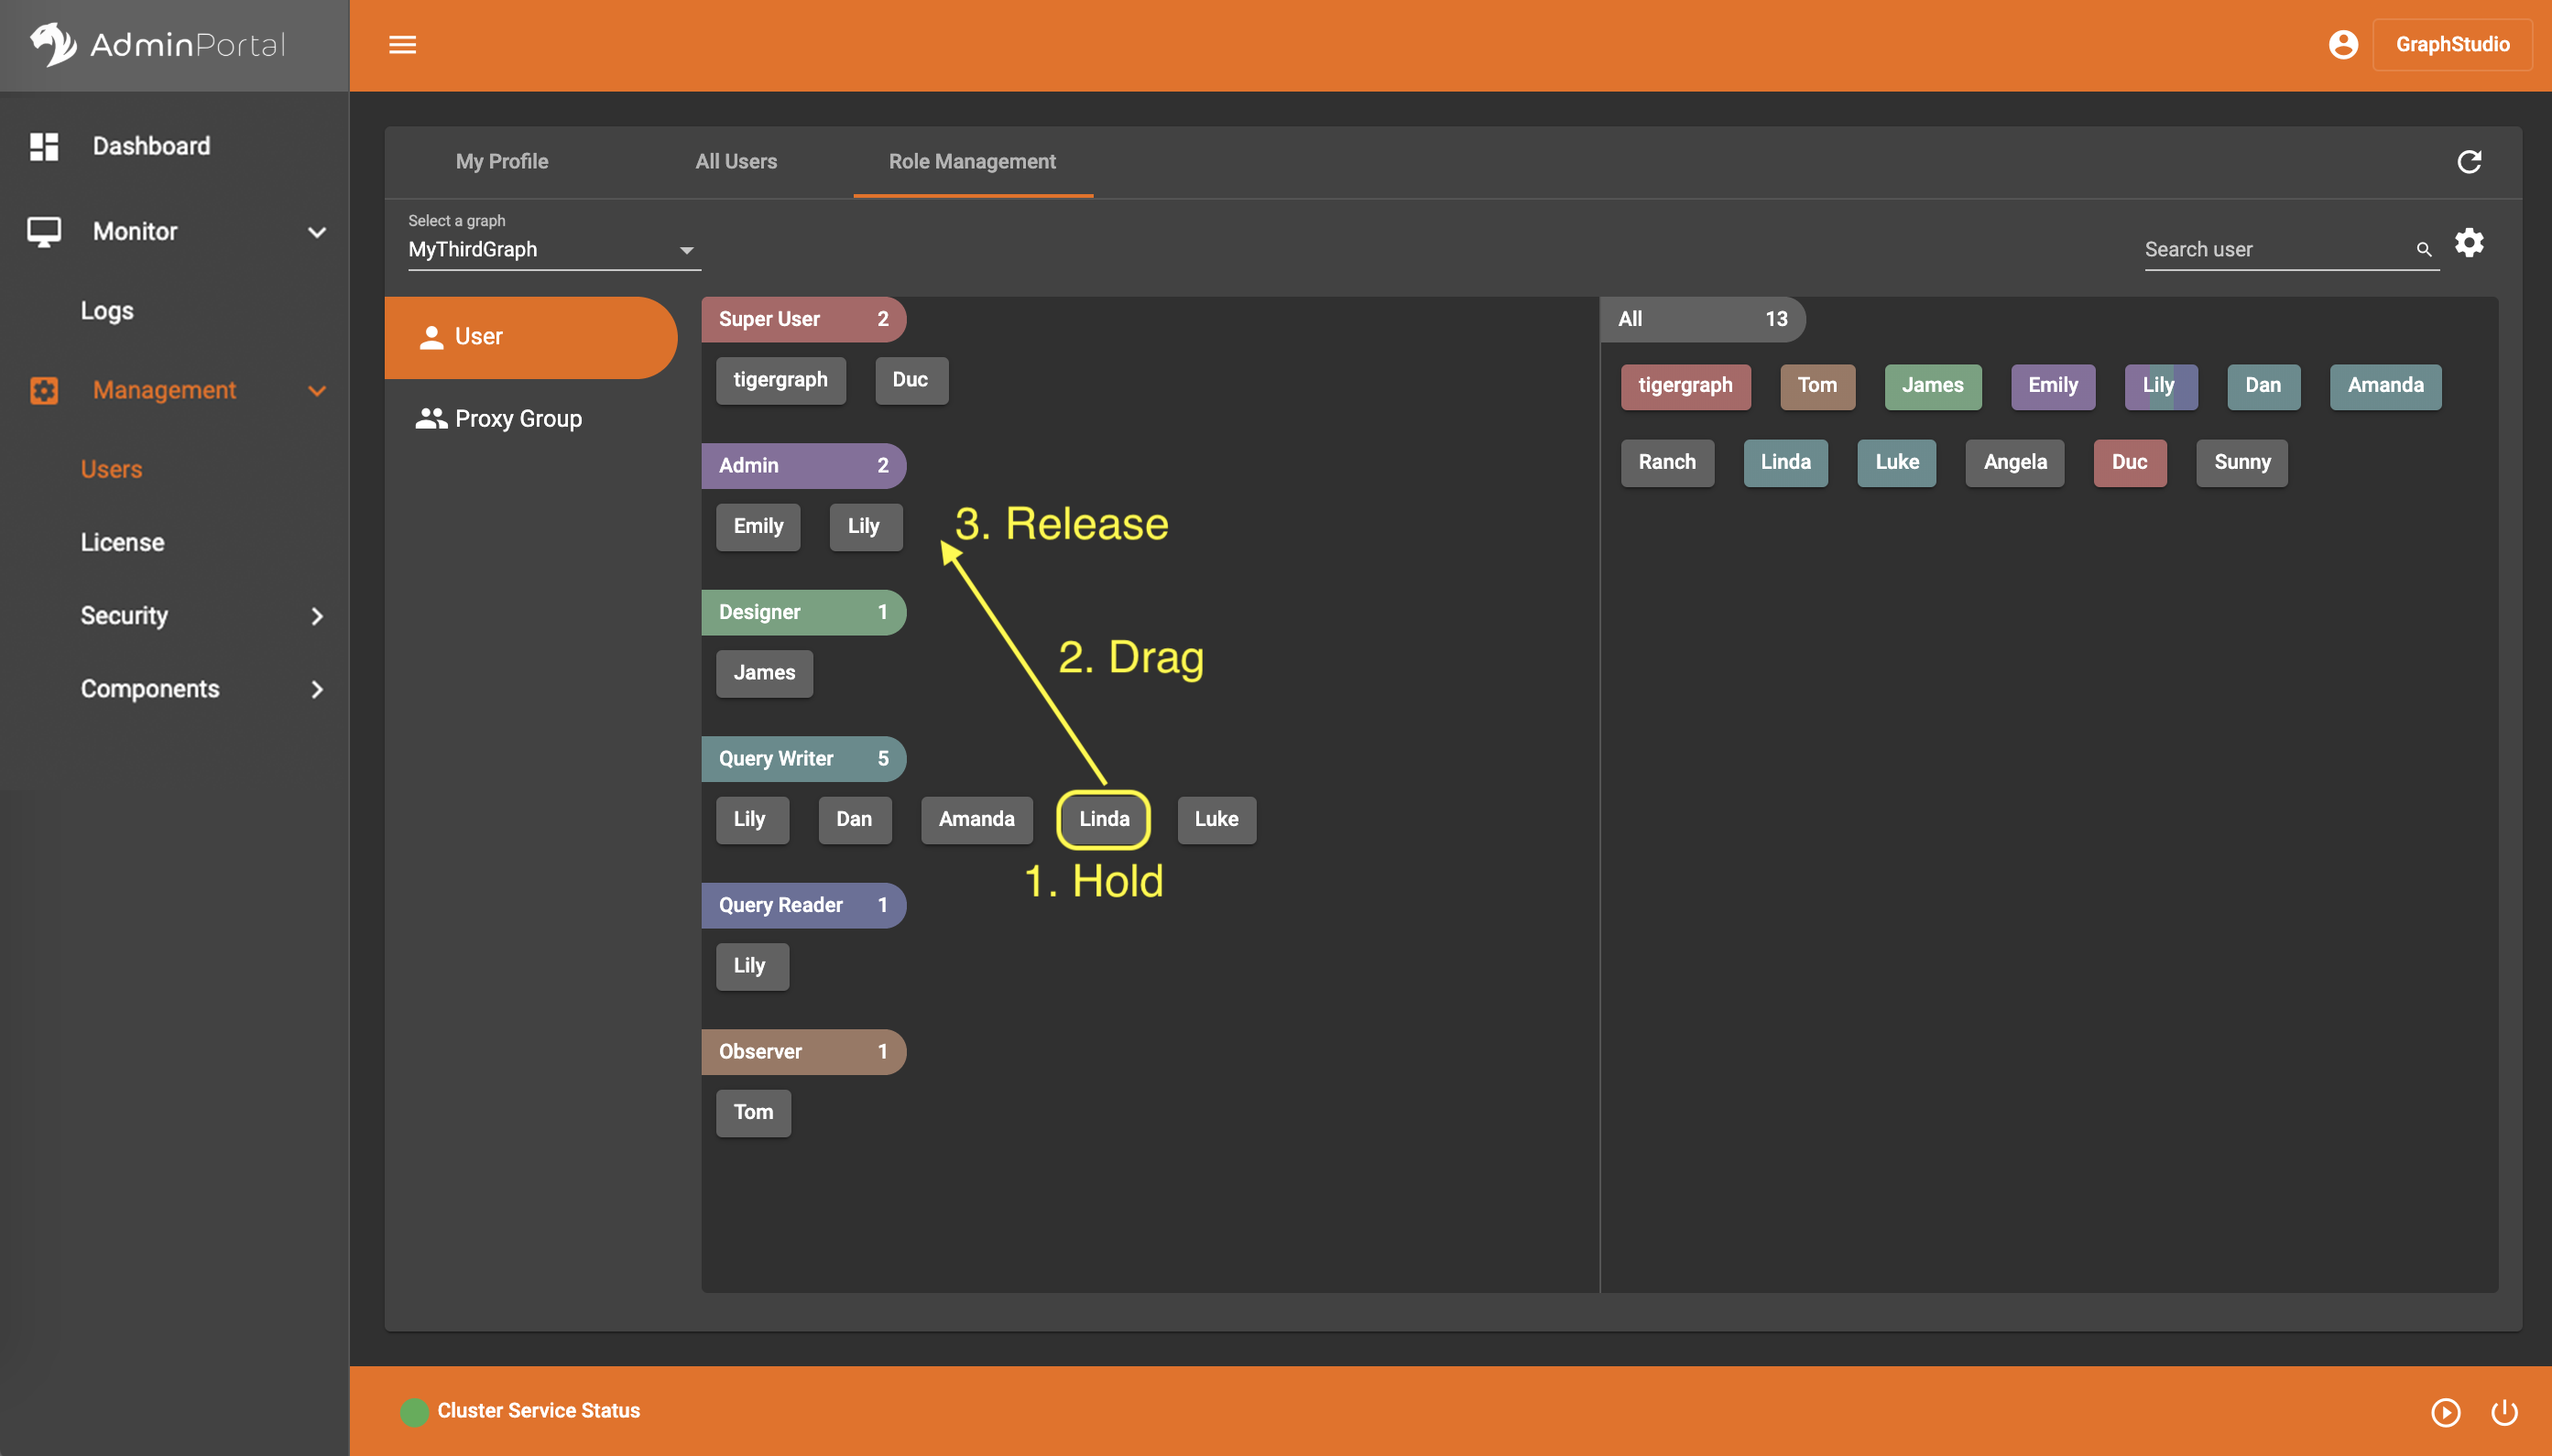 AdminPortal
GraphStudio
Dashboard
Monitor
Logs
Management
Users
License
Security
Components
My Profile All Users Role Management
Select a graph
MyThirdGraph
Search user
User
Proxy Group
Super User 2
tigergraph Duc
Admin 2
Emily Lily
3. Release
Designer 1
2. Drag
James
Query Writer 5
Lily Dan Amanda Linda Luke
1. Hold
Query Reader 1
Lily
Observer 1
Tom
All 13
tigergraph Tom James Emily Lily Dan Amanda
Ranch Linda Luke Angela Duc Sunny
Cluster Service Status